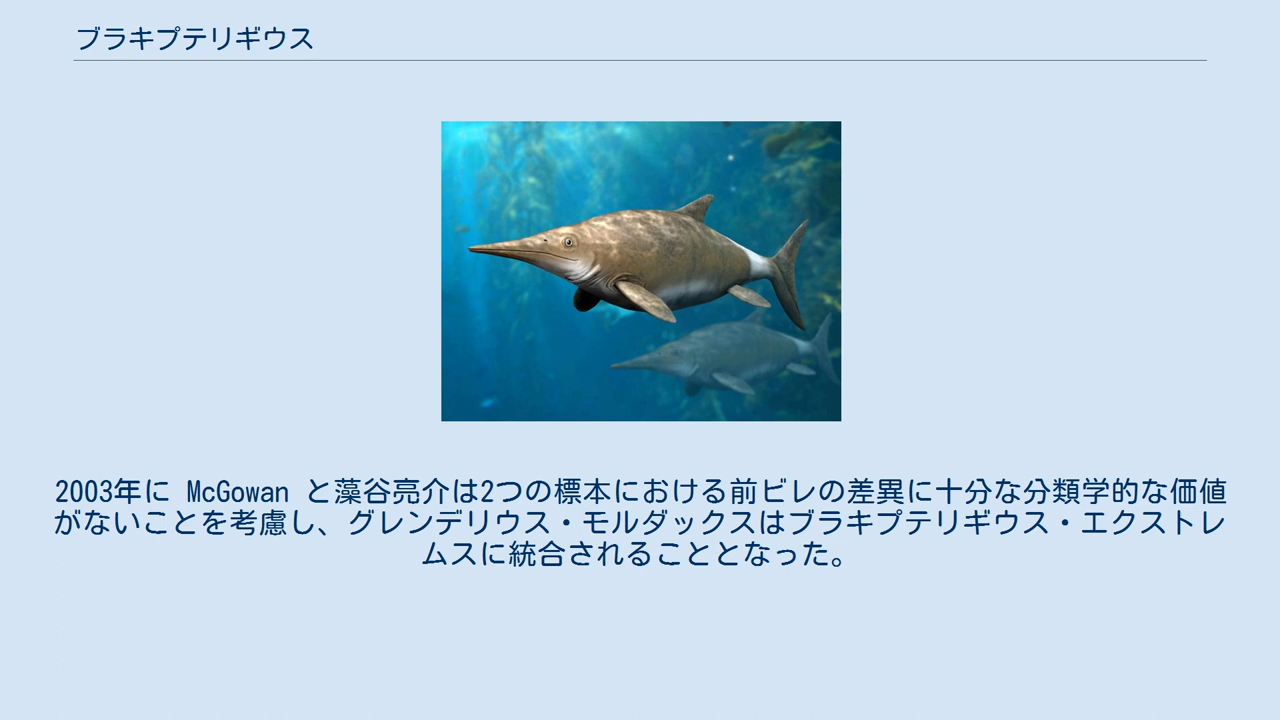 ブラキプテリギウス
2003年に McGowan と藻谷亮介は2つの標本における前ビレの差異に十分な分類学的な価値
がないことを考慮し、グレンデリウス・モルダックスはブラキプテリギウス・エクストレ
ムスに統合されることとなった。